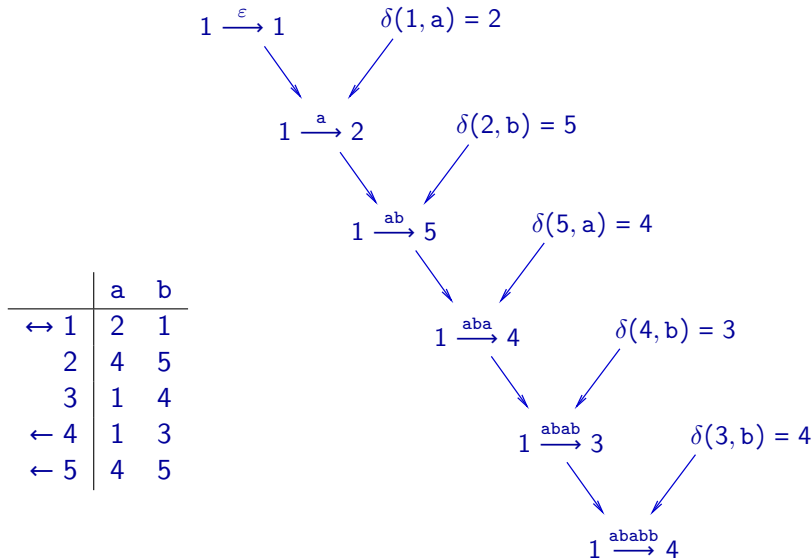 1 ⟶ε 1    δ(1, a) = 2
1 ⟶a 2    δ(2, b) = 5
1 ⟶ab 5    δ(5, a) = 4
a b
↔ 1 2 1
1 ⟶aba 4    δ(4, b) = 3
2 4 5
3 1 4
← 4 1 3
1 ⟶abab 3    δ(3, b) = 4
← 5 4 5
1 ⟶ababb 4